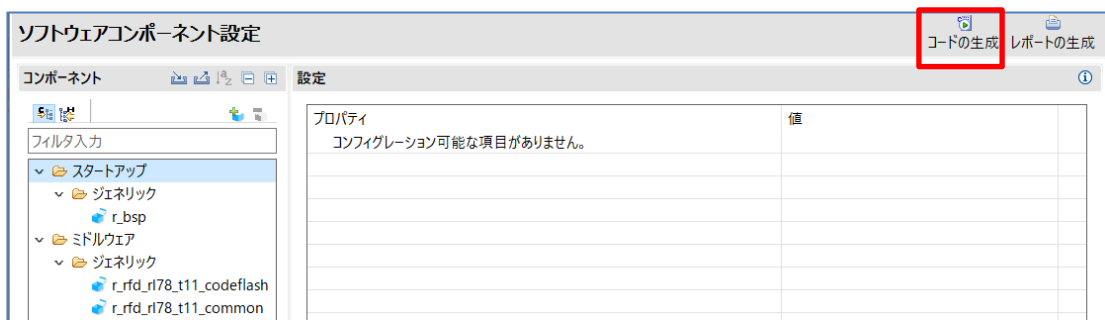 ソフトウェアコンポーネント設定
コードの生成 レポートの生成
コンポーネント
設定
フィルタ入力
プロパティ 値
コンフィグレーション可能な項目がありません。
スタートアップ
ジェネリック
r_bsp
ミドルウェア
ジェネリック
r_rfd_rl78_t11_codeflash
r_rfd_rl78_t11_common